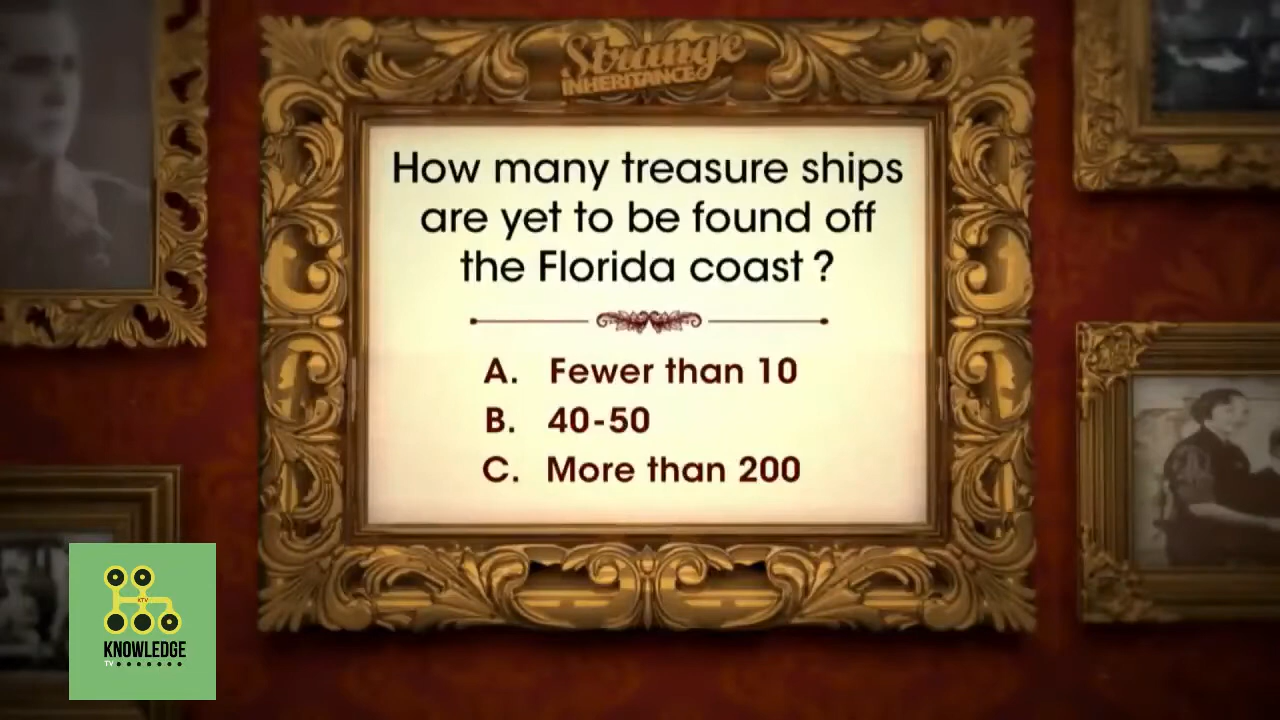 Strange
INHERITANCE
How many treasure ships
are yet to be found off
the Florida coast ?
A. Fewer than 10
B. 40-50
C. More than 200
KTV
KNOWLEDGE
TV